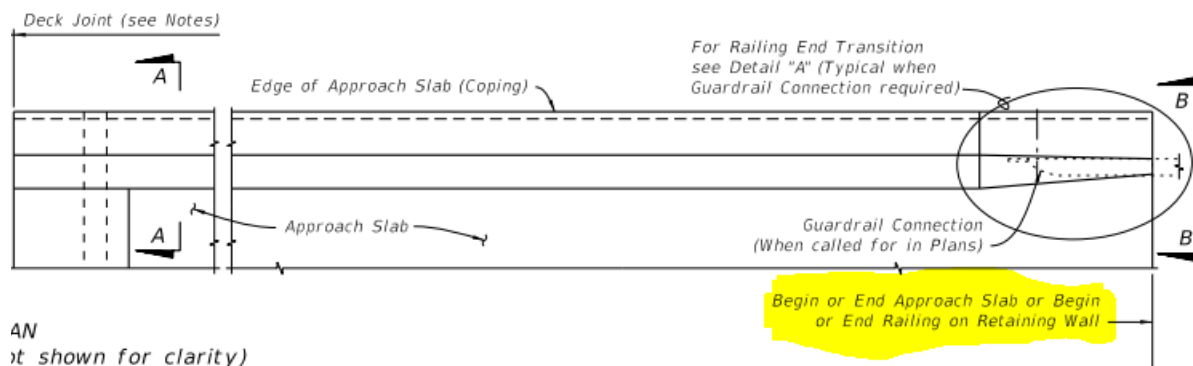 Deck Joint (see Notes)
A
Edge of Approach Slab (Coping)
For Railing End Transition
see Detail "A" (Typical when
Guardrail Connection required)
B
A
Approach Slab
Guardrail Connection
(When called for in Plans)
B
Begin or End Approach Slab or Begin
or End Railing on Retaining Wall
AN
ot shown for clarity)